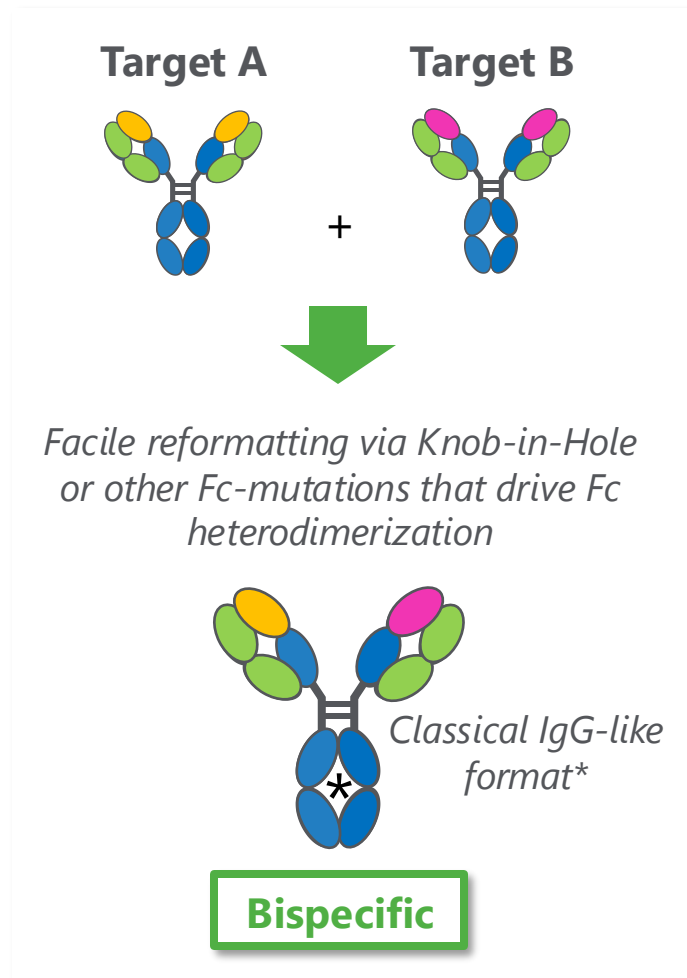 Target A
Target B
+
Facile reformatting via Knob-in-Hole
or other Fc-mutations that drive Fc
heterodimerization
Classical IgG-like
format*
*
Bispecific